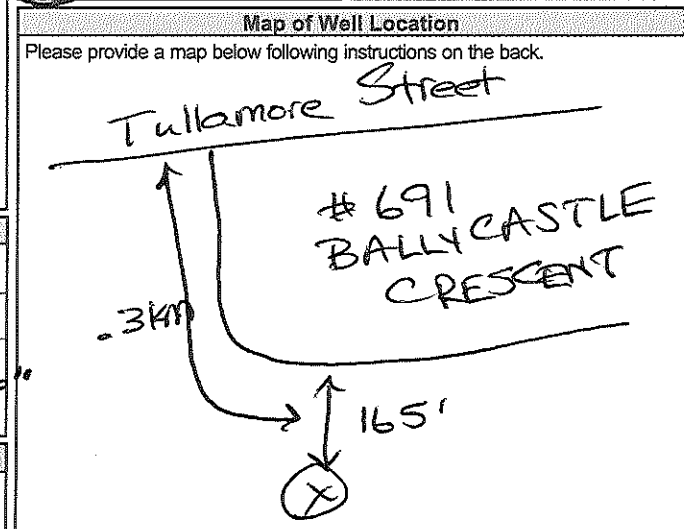 Map of Well Location
Please provide a map below following instructions on the back.
Tullamore Street
# 691
BALLYCASTLE
CRESCENT
.3km
165'
X